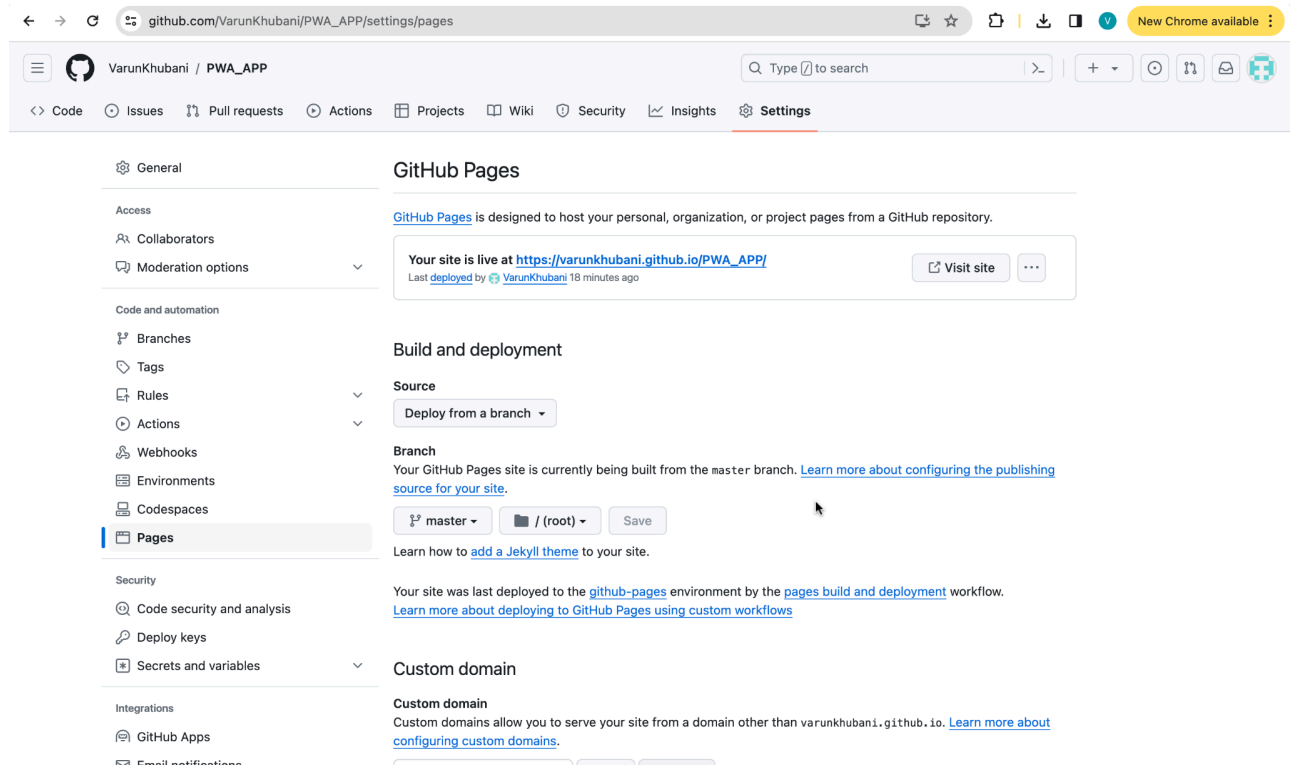 github.com/VarunKhubani/PWA_APP/settings/pages
V
New Chrome available
VarunKhubani / PWA_APP
Type / to search
Code
Issues
Pull requests
Actions
Projects
Wiki
Security
Insights
Settings
General
Access
Collaborators
Moderation options
Code and automation
Branches
Tags
Rules
Actions
Webhooks
Environments
Codespaces
Pages
Security
Code security and analysis
Deploy keys
Secrets and variables
Integrations
GitHub Apps
Email notifications
GitHub Pages
GitHub Pages is designed to host your personal, organization, or project pages from a GitHub repository.
Your site is live at https://varunkhubani.github.io/PWA_APP/
Last deployed by VarunKhubani 18 minutes ago
Visit site
Build and deployment
Source
Deploy from a branch
Branch
Your GitHub Pages site is currently being built from the master branch. Learn more about configuring the publishing
source for your site.
master
/ (root)
Save
Learn how to add a Jekyll theme to your site.
Your site was last deployed to the github-pages environment by the pages build and deployment workflow.
Learn more about deploying to GitHub Pages using custom workflows
Custom domain
Custom domain
Custom domains allow you to serve your site from a domain other than varunkhubani.github.io. Learn more about
configuring custom domains.